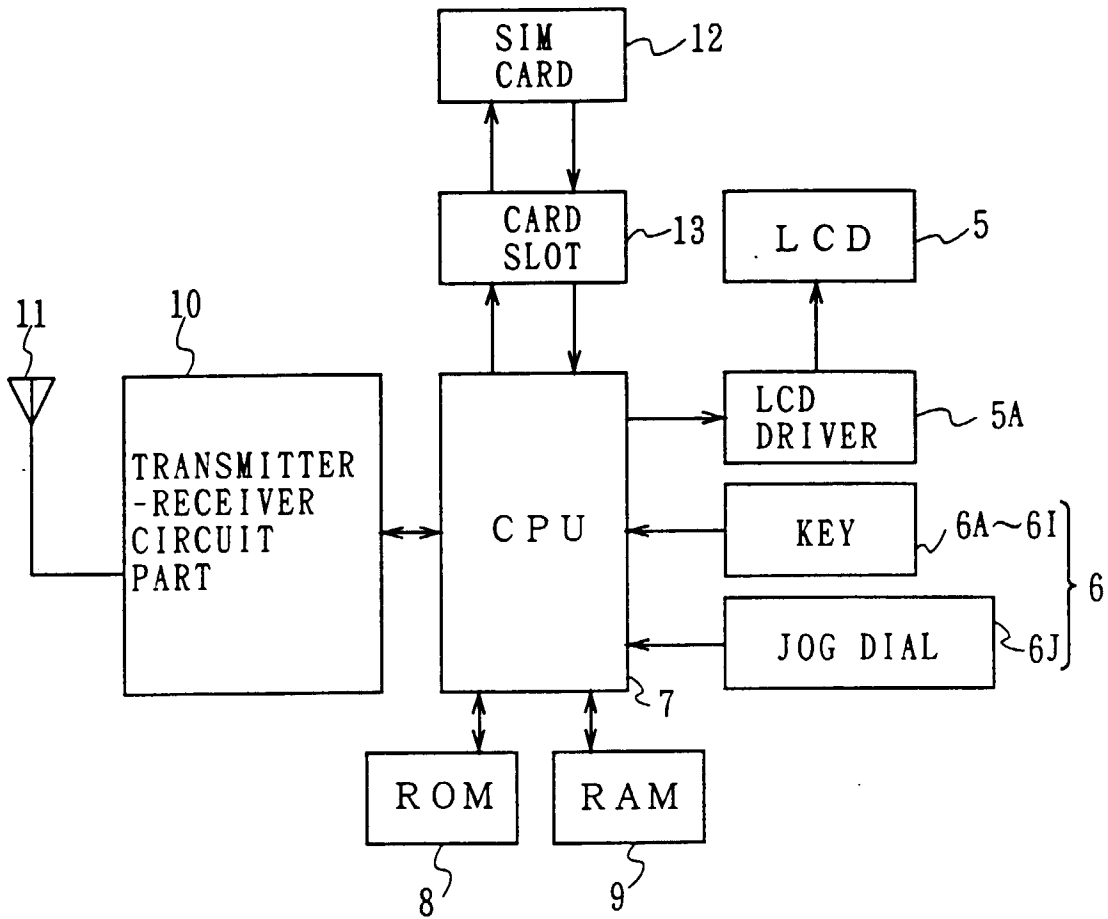 SIM
CARD
12
CARD
SLOT
13
LCD
5
11
10
LCD
DRIVER
5A
TRANSMITTER
-RECEIVER
CIRCUIT
PART
CPU
KEY
6A~6I
6
JOG DIAL
6J
7
ROM
RAM
8
9